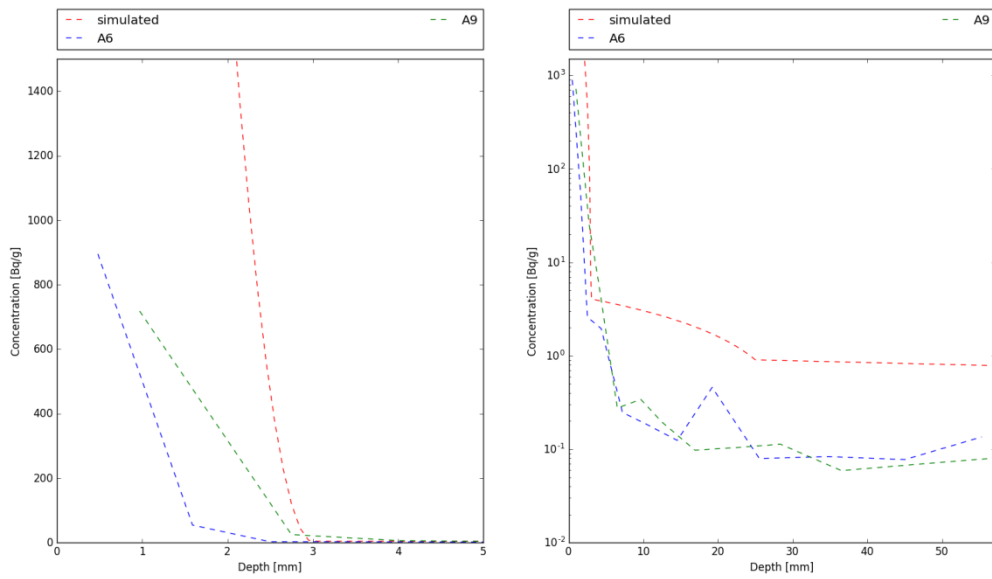 simulated
A6
A9
Concentration [Bq/g]
1400
1200
1000
800
600
400
200
0
0 1 2 3 4 5
Depth [mm]
simulated
A6
A9
Concentration [Bq/g]
10³
10²
10¹
10⁰
10⁻¹
10⁻²
0 10 20 30 40 50
Depth [mm]